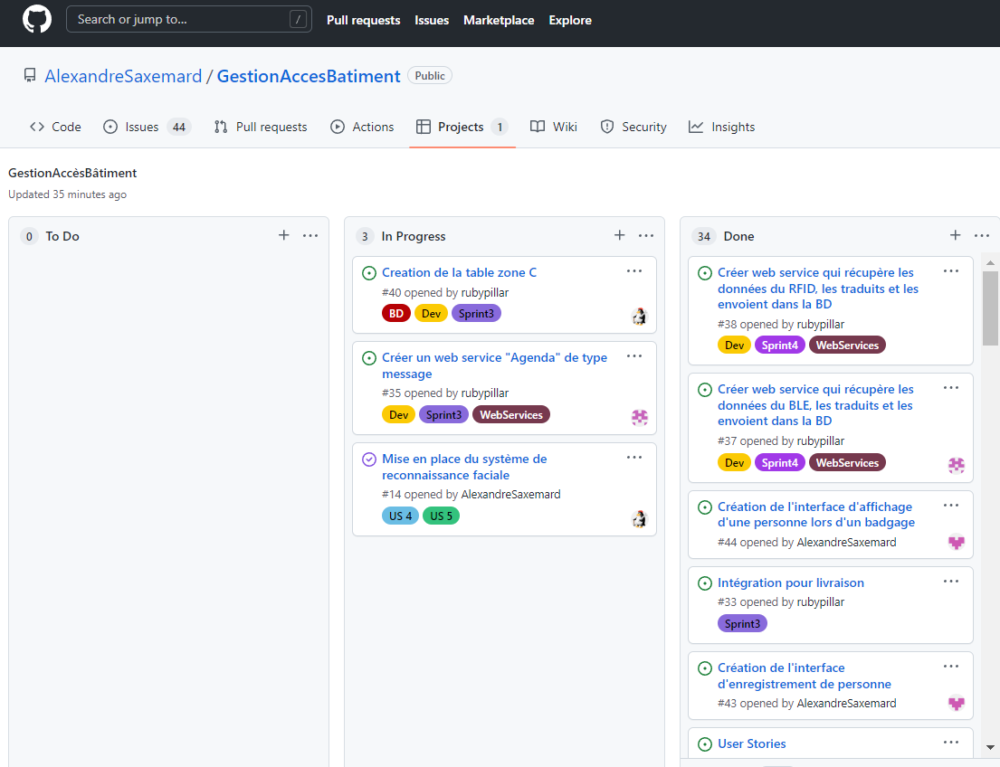 Search or jump to... /
Pull requests Issues Marketplace Explore
AlexandreSaxemard / GestionAccesBatiment Public
Code Issues 44 Pull requests Actions Projects 1 Wiki Security Insights
GestionAccèsBâtiment
Updated 35 minutes ago
0 To Do
3 In Progress
Creation de la table zone C
#40 opened by rubypillar
BD Dev Sprint3
Créer un web service "Agenda" de type
message
#35 opened by rubypillar
Dev Sprint3 WebServices
Mise en place du système de
reconnaissance faciale
#14 opened by AlexandreSaxemard
US 4 US 5
34 Done
Créer web service qui récupère les
données du RFID, les traduits et les
envoient dans la BD
#38 opened by rubypillar
Dev Sprint4 WebServices
Créer web service qui récupère les
données du BLE, les traduits et les
envoient dans la BD
#37 opened by rubypillar
Dev Sprint4 WebServices
Création de l'interface d'affichage
d'une personne lors d'un badgage
#44 opened by AlexandreSaxemard
Intégration pour livraison
#33 opened by rubypillar
Sprint3
Création de l'interface
d'enregistrement de personne
#43 opened by AlexandreSaxemard
User Stories